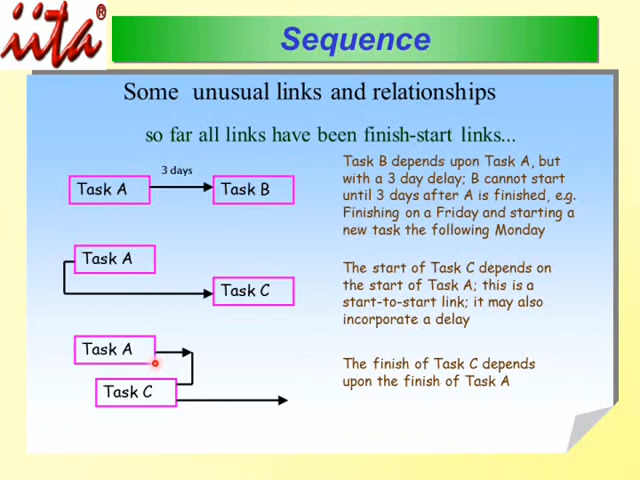 iita®
Sequence
Some unusual links and relationships
so far all links have been finish-start links...
3 days
Task A
Task B
Task B depends upon Task A, but
with a 3 day delay; B cannot start
until 3 days after A is finished, e.g.
Finishing on a Friday and starting a
new task the following Monday
Task A
Task C
The start of Task C depends on
the start of Task A; this is a
start-to-start link; it may also
incorporate a delay
Task A
Task C
The finish of Task C depends
upon the finish of Task A